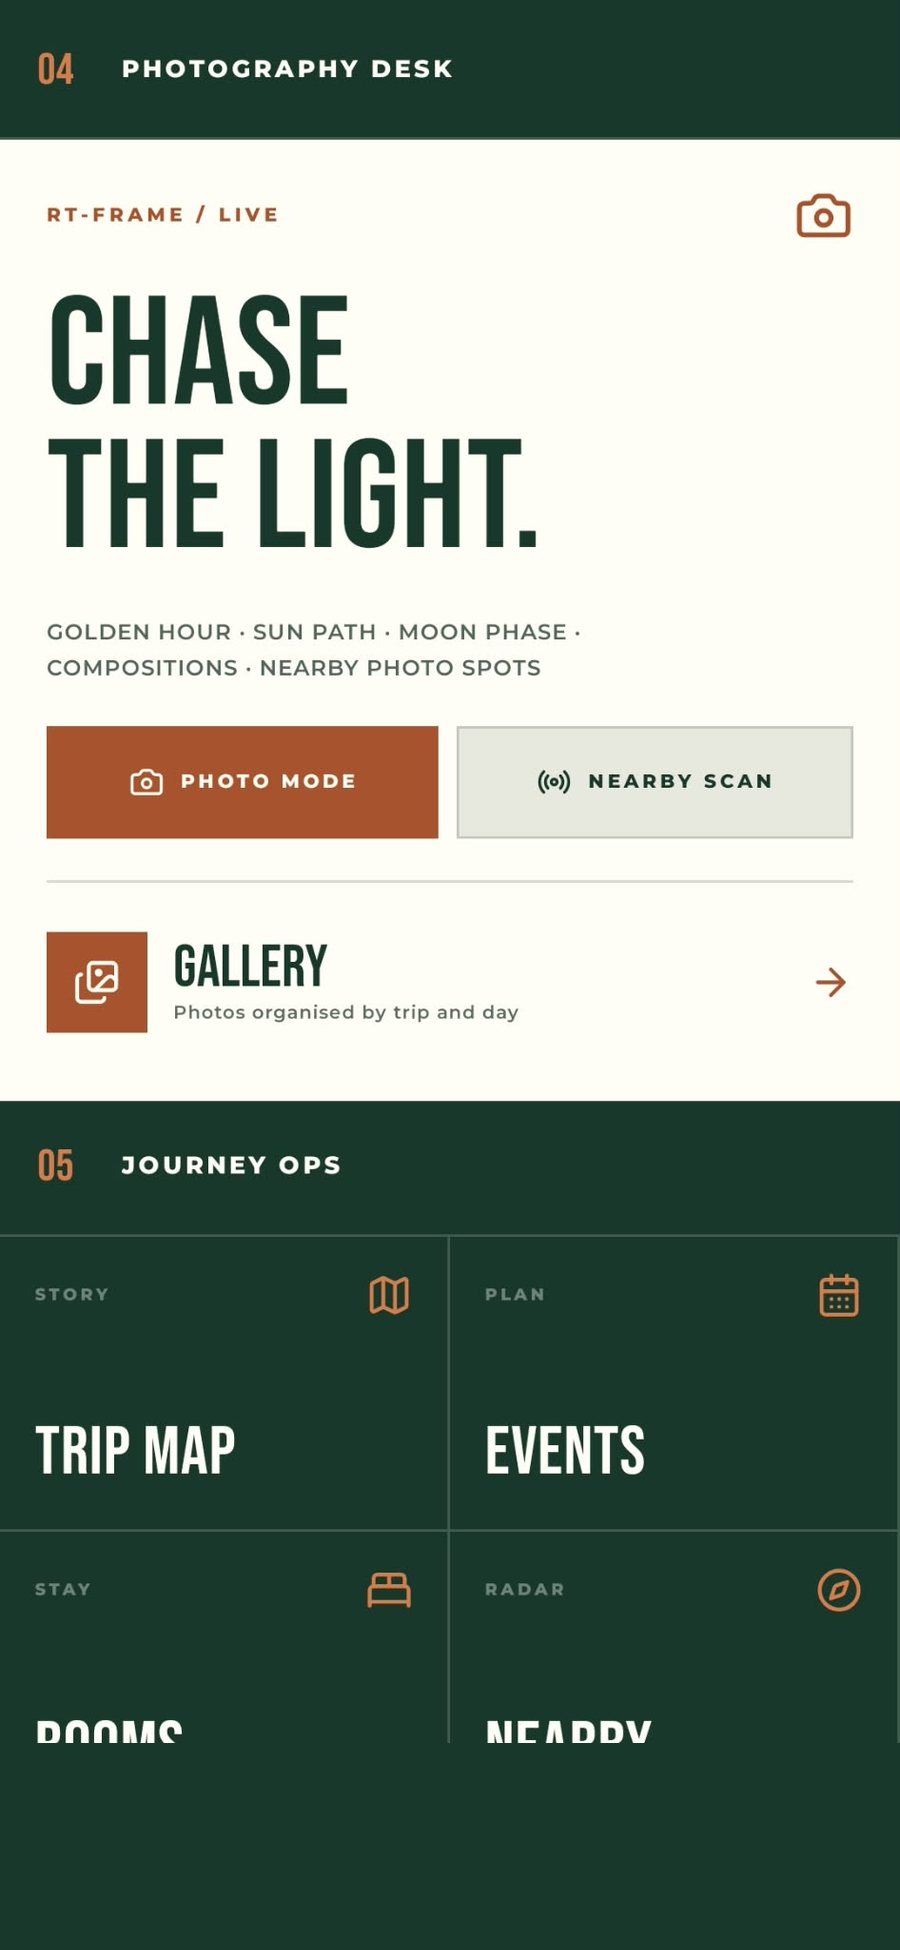 04 PHOTOGRAPHY DESK
RT-FRAME / LIVE
CHASE
THE LIGHT.
GOLDEN HOUR · SUN PATH · MOON PHASE ·
COMPOSITIONS · NEARBY PHOTO SPOTS
PHOTO MODE
NEARBY SCAN
GALLERY
Photos organised by trip and day
05 JOURNEY OPS
STORY
TRIP MAP
PLAN
EVENTS
STAY
ROOMS
RADAR
NEARBY